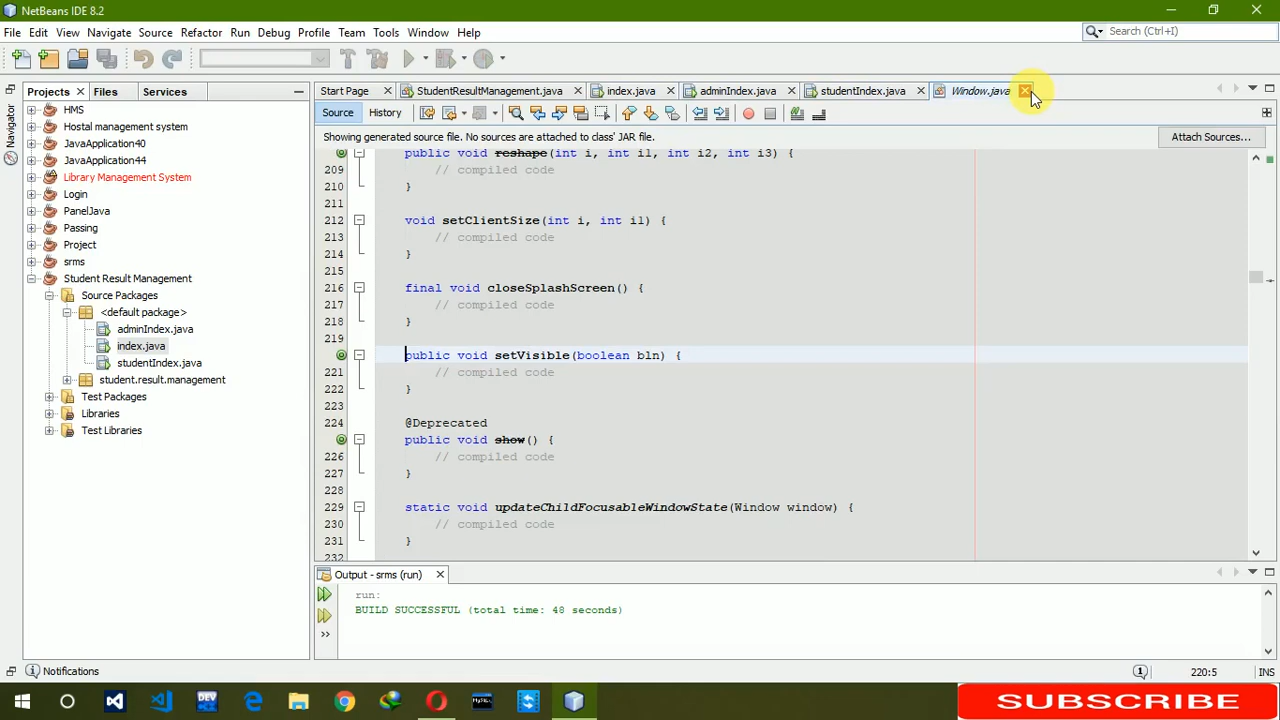 NetBeans IDE 8.2
File Edit View Navigate Source Refactor Run Debug Profile Team Tools Window Help
Search (Ctrl+I)
Projects Files Services
Start Page StudentResultManagement.java index.java adminIndex.java studentIndex.java Window.java
Source History
Showing generated source file. No sources are attached to class' JAR file.
Attach Sources...
Navigator
HMS
Hostal management system
JavaApplication40
JavaApplication44
Library Management System
Login
PanelJava
Passing
Project
srms
Student Result Management
Source Packages
<default package>
adminIndex.java
index.java
studentIndex.java
student.result.management
Test Packages
Libraries
Test Libraries
public void reshape(int i, int i1, int i2, int i3) {
209 // compiled code
210 }
211
212 void setClientSize(int i, int i1) {
213 // compiled code
214 }
215
216 final void closeSplashScreen() {
217 // compiled code
218 }
219
public void setVisible(boolean bln) {
221 // compiled code
222 }
223
224 @Deprecated
public void show() {
226 // compiled code
227 }
228
229 static void updateChildFocusableWindowState(Window window) {
230 // compiled code
231 }
232
Output - srms (run)
run:
BUILD SUCCESSFUL (total time: 48 seconds)
Notifications
1
220:5
INS
DEV
MySQL
SUBSCRIBE